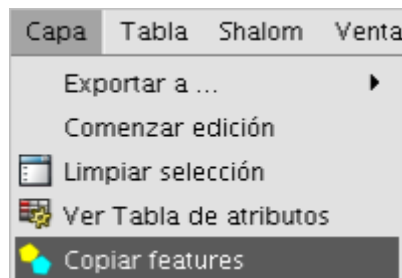 Capa Tabla Shalom Venta
Exportar a ...
Comenzar edición
Limpiar selección
Ver Tabla de atributos
Copiar features